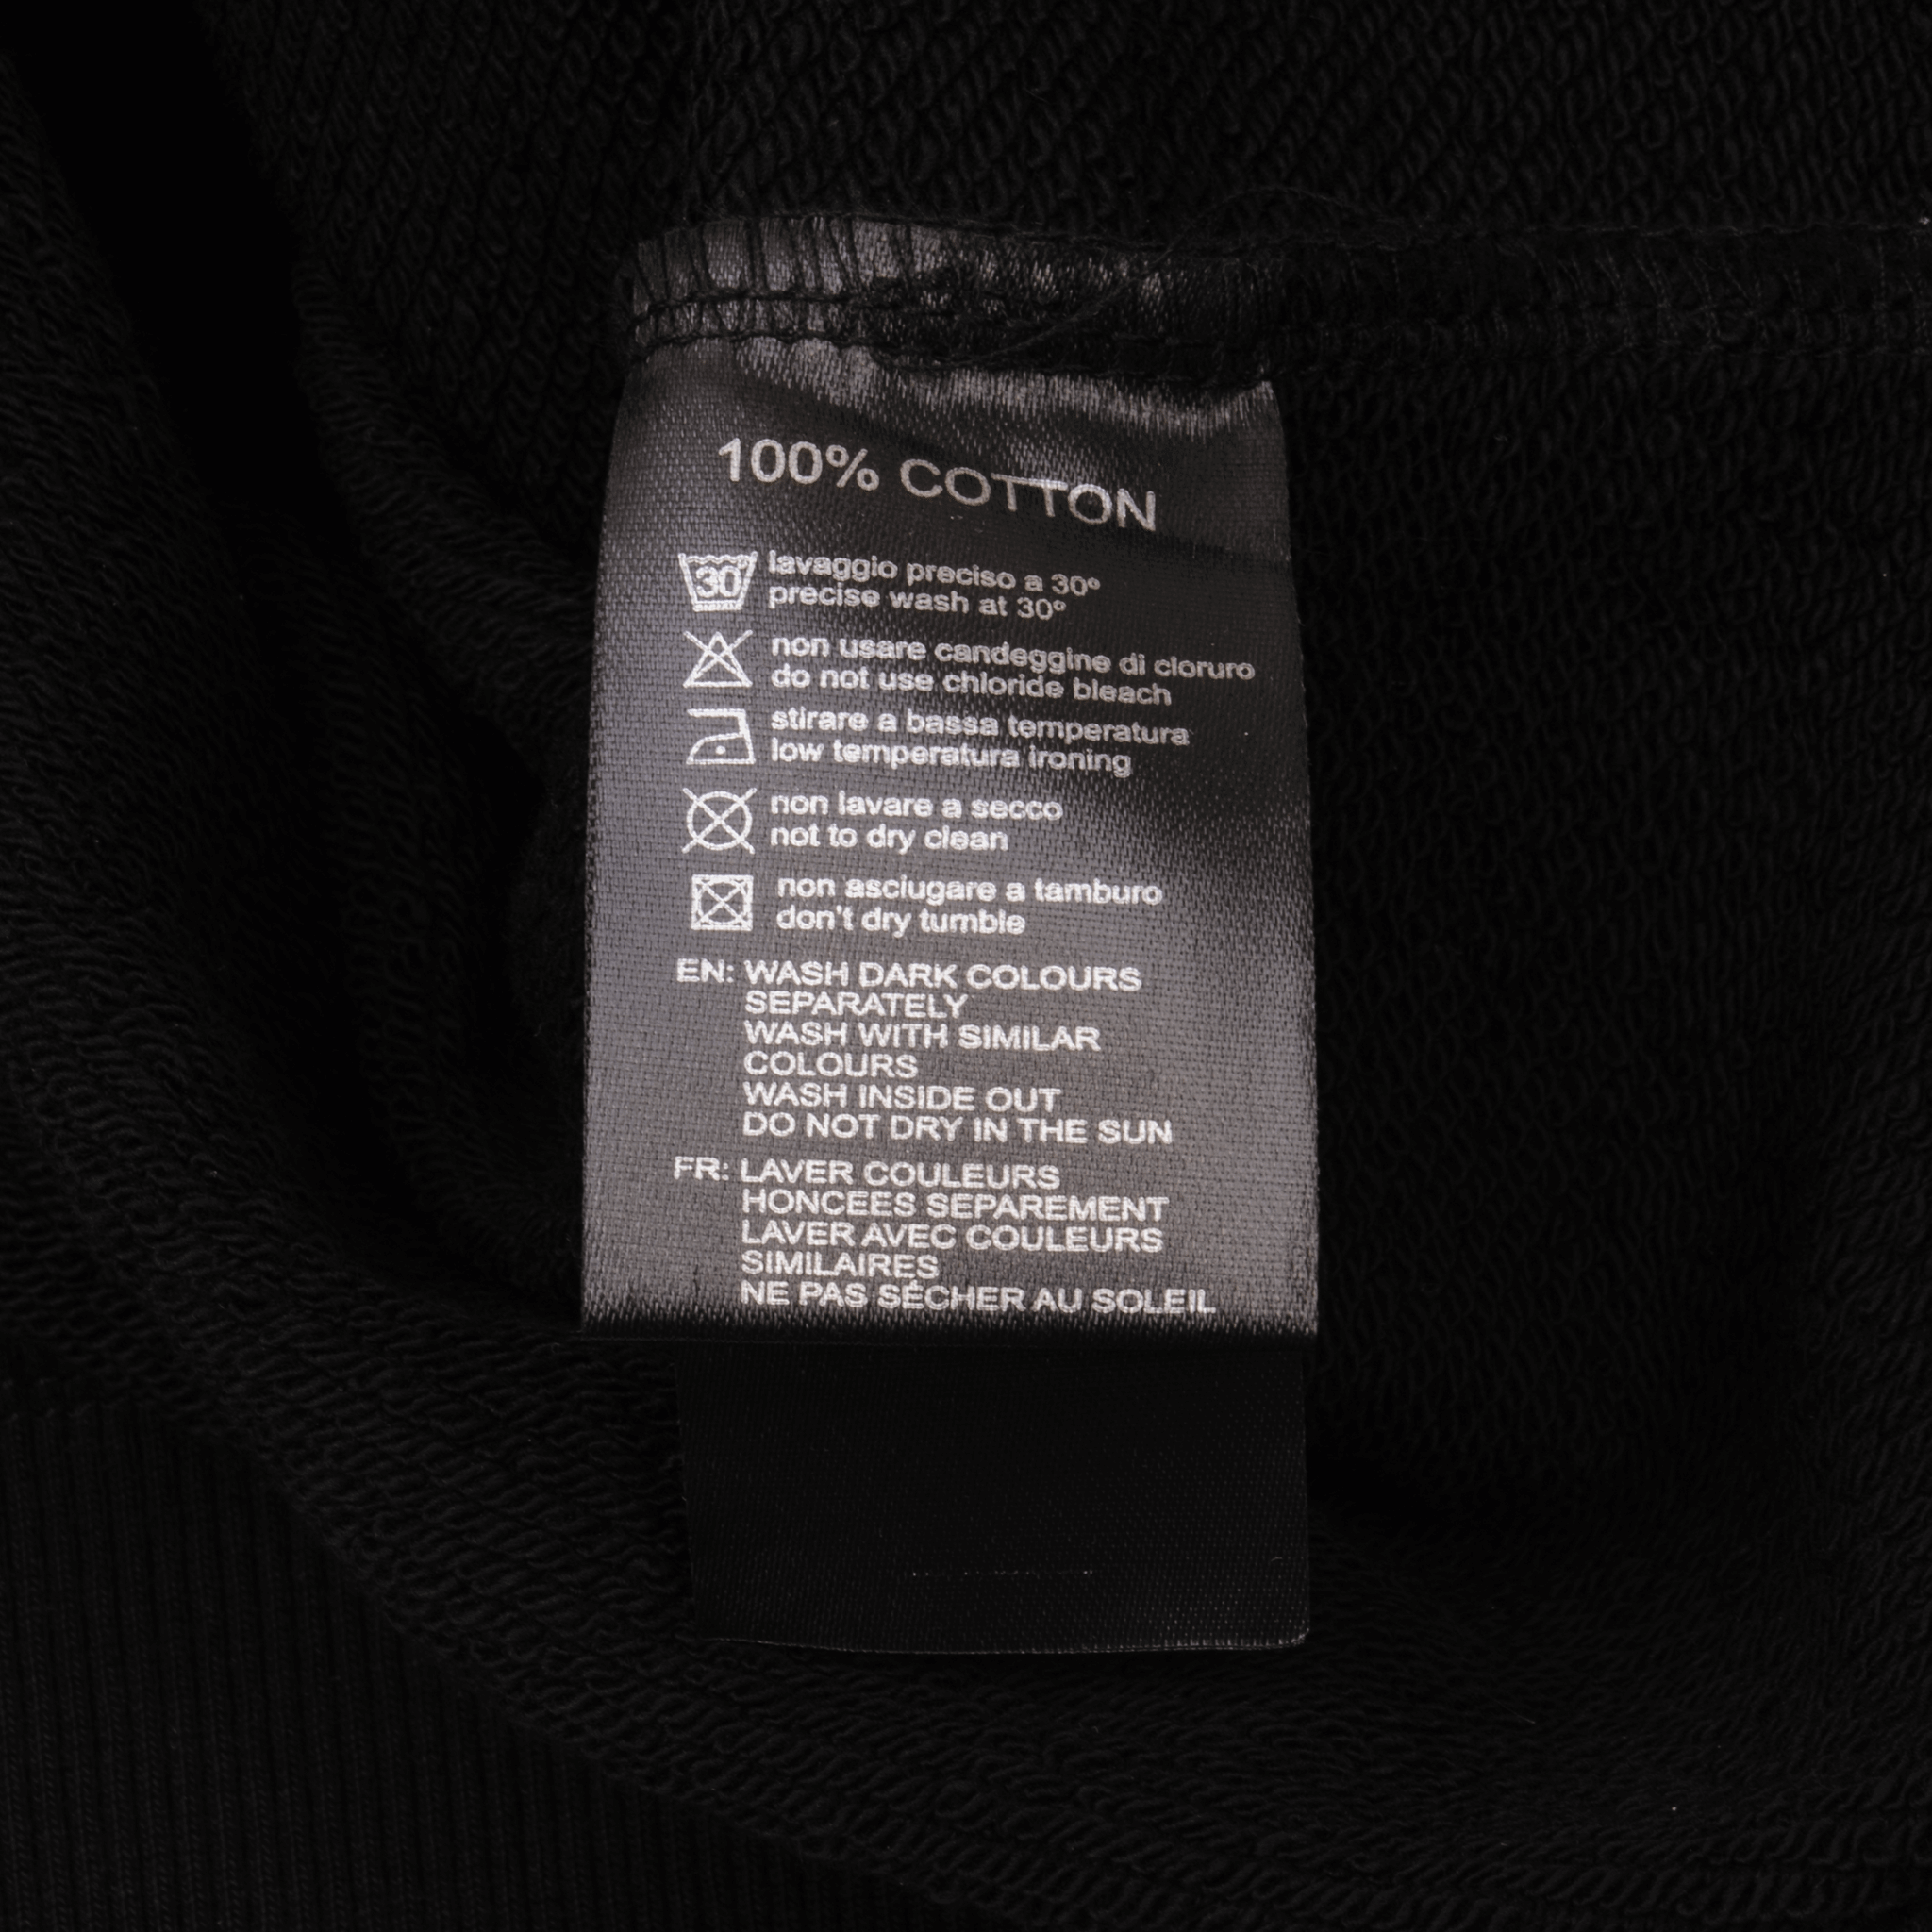 100% COTTON
30 lavaggio preciso a 30º
precise wash at 30º
non usare candeggine di cloruro
do not use chloride bleach
stirare a bassa temperatura
low temperatura ironing
non lavare a secco
not to dry clean
non asciugare a tamburo
don't dry tumble
EN: WASH DARK COLOURS
SEPARATELY
WASH WITH SIMILAR
COLOURS
WASH INSIDE OUT
DO NOT DRY IN THE SUN
FR: LAVER COULEURS
HONCEES SEPAREMENT
LAVER AVEC COULEURS
SIMILAIRES
NE PAS SÉCHER AU SOLEIL